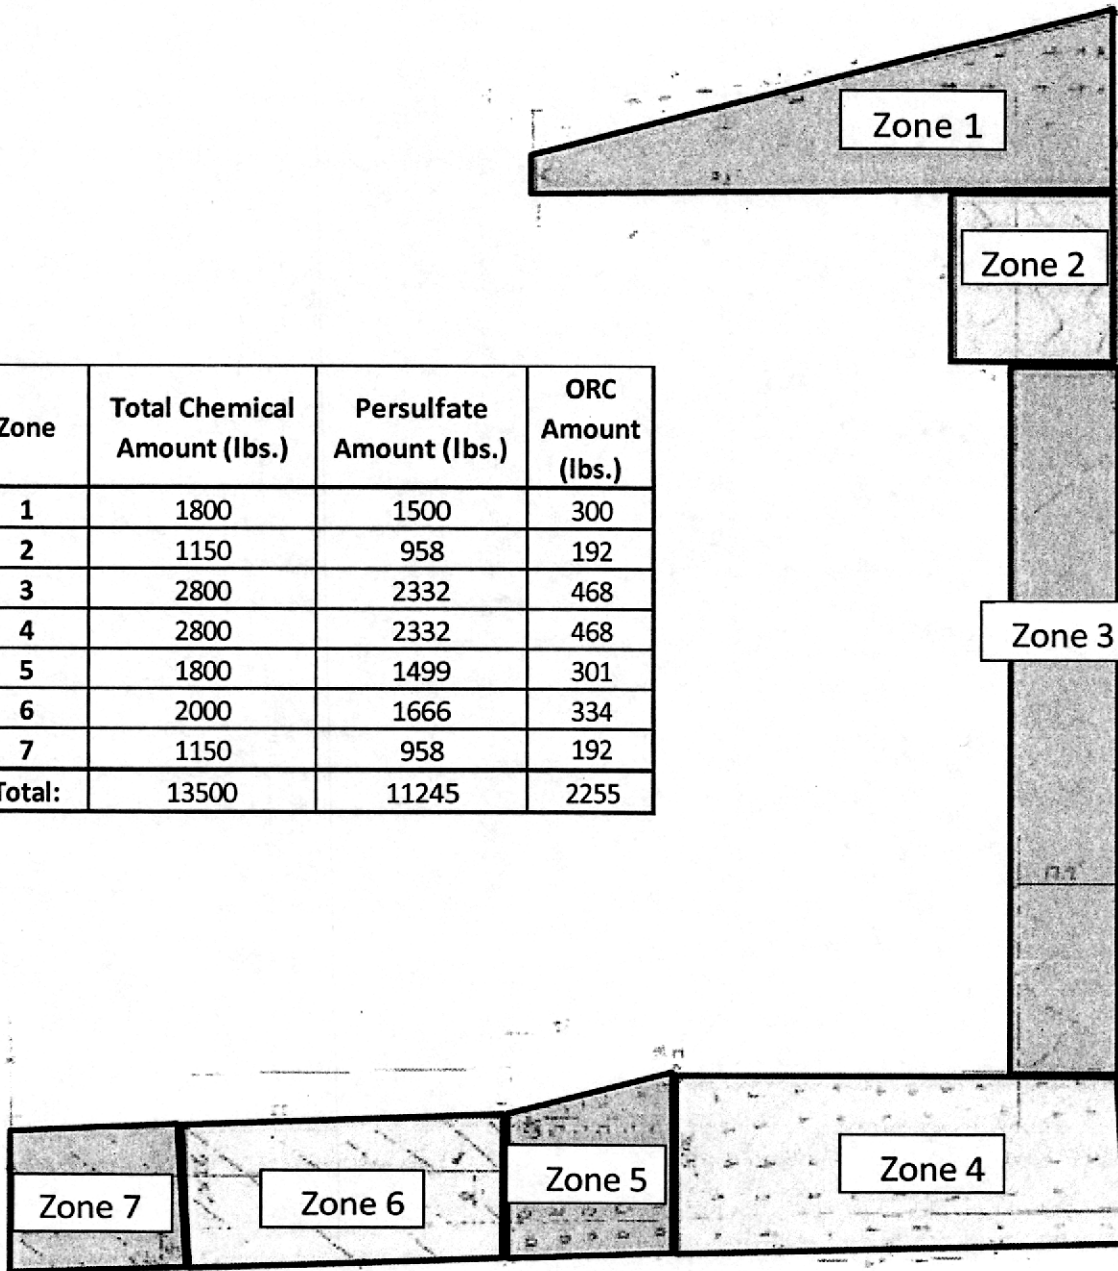 Zone 1
Zone 2
Zone Total Chemical Amount (lbs.) Persulfate Amount (lbs.) ORC Amount (lbs.)
1 1800 1500 300
2 1150 958 192
3 2800 2332 468
4 2800 2332 468
5 1800 1499 301
6 2000 1666 334
7 1150 958 192
Total: 13500 11245 2255
Zone 3
Zone 4
Zone 5
Zone 6
Zone 7